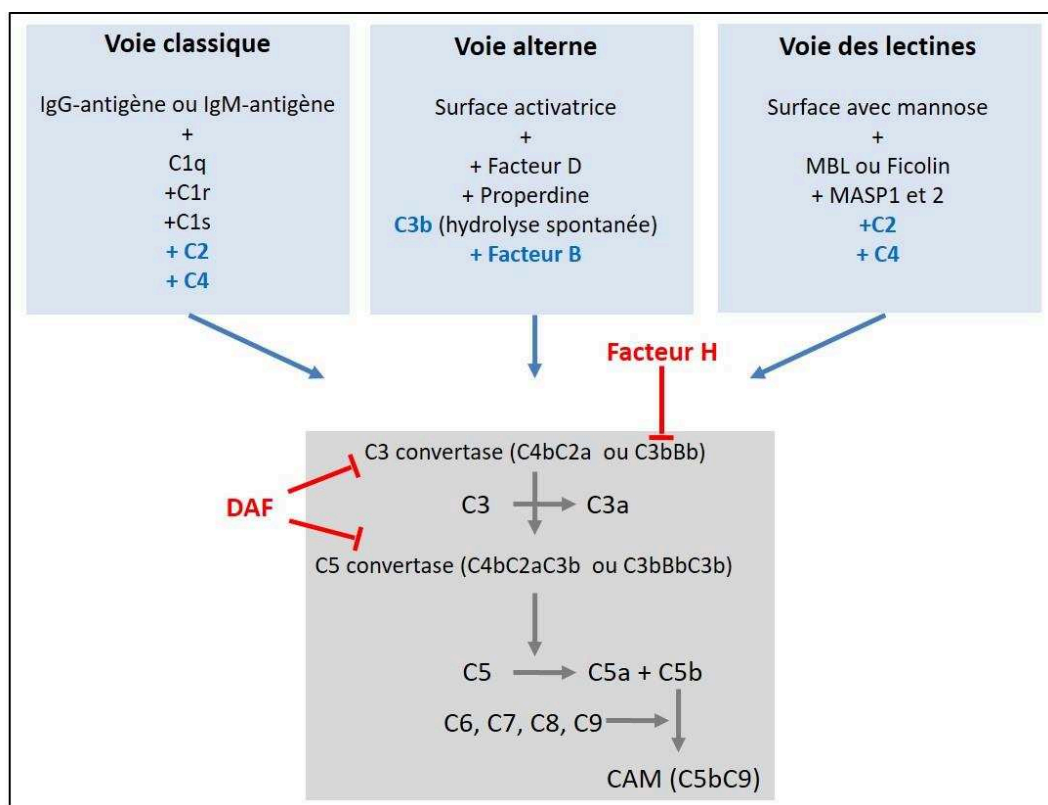 Voie classique
IgG-antigène ou IgM-antigène
+
C1q
+C1r
+C1s
+ C2
+ C4
Voie alterne
Surface activatrice
+
+ Facteur D
+ Properdine
C3b (hydrolyse spontanée)
+ Facteur B
Voie des lectines
Surface avec mannose
+
MBL ou Ficolin
+ MASP1 et 2
+C2
+ C4
Facteur H
C3 convertase (C4bC2a ou C3bBb)
C3 C3a
DAF
C5 convertase (C4bC2aC3b ou C3bBbC3b)
C5 C5a + C5b
C6, C7, C8, C9
CAM (C5bC9)